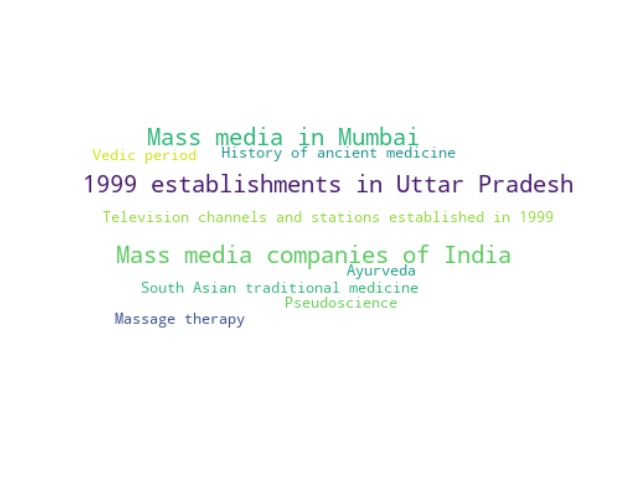 Mass media in Mumbai
Vedic period
History of ancient medicine
1999 establishments in Uttar Pradesh
Television channels and stations established in 1999
Mass media companies of India
Ayurveda
South Asian traditional medicine
Pseudoscience
Massage therapy